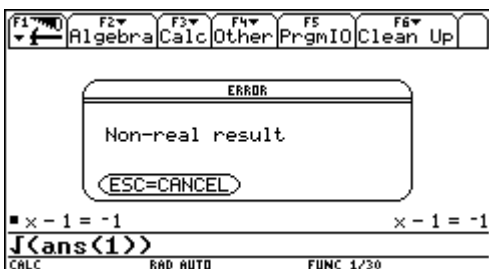 F1 F2 Algebra F3 Calc F4 Other F5 PrgmIO F6 Clean Up
ERROR
Non-real result
ESC=CANCEL
■ x - 1 = -1 x - 1 = -1
√(ans(1))
CALC RAD AUTO FUNC 1/30